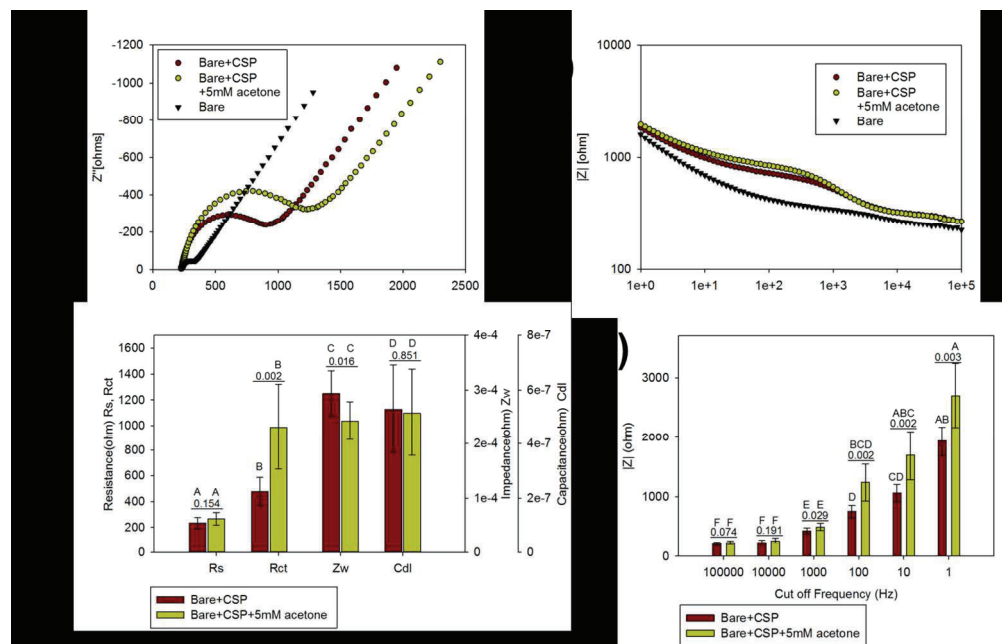 -1200
-1000
-800
-600
-400
-200
0
Z"[ohms]
Bare+CSP
Bare+CSP
+5mM acetone
Bare
0 500 1000 1500 2000 2500
)
10000
1000
100
|Z| [ohm]
Bare+CSP
Bare+CSP
+5mM acetone
Bare
1e+0 1e+1 1e+2 1e+3 1e+4 1e+5
1600
1400
1200
1000
800
600
400
200
0
Resistance(ohm) Rs, Rct
A A
0.154
B
0.002
B
C C
0.016
D D
0.851
4e-4
3e-4
2e-4
1e-4
0
Impedance(ohm) Zw
8e-7
6e-7
4e-7
2e-7
0
Capacitance(ohm) Cdl
Rs Rct Zw Cdl
Bare+CSP
Bare+CSP+5mM acetone
)
3000
2000
1000
0
|Z| (ohm)
F F
0.074
F F
0.191
E E
0.029
BCD
0.002
D
ABC
0.002
CD
A
0.003
AB
100000 10000 1000 100 10 1
Cut off Frequency (Hz)
Bare+CSP
Bare+CSP+5mM acetone